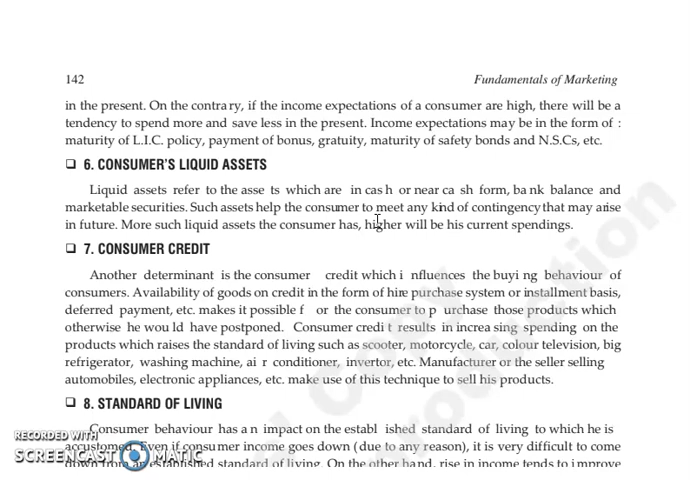 142 Fundamentals of Marketing
in the present. On the contrary, if the income expectations of a consumer are high, there will be a
tendency to spend more and save less in the present. Income expectations may be in the form of :
maturity of L.I.C. policy, payment of bonus, gratuity, maturity of safety bonds and N.S.Cs, etc.
❑ 6. CONSUMER'S LIQUID ASSETS
Liquid assets refer to the assets which are in cash or near cash form, bank balance and
marketable securities. Such assets help the consumer to meet any kind of contingency that may arise
in future. More such liquid assets the consumer has, higher will be his current spendings.
❑ 7. CONSUMER CREDIT
Another determinant is the consumer credit which influences the buying behaviour of
consumers. Availability of goods on credit in the form of hire purchase system or installment basis,
deferred payment, etc. makes it possible for the consumer to purchase those products which
otherwise he would have postponed. Consumer credit results in increasing spending on the
products which raises the standard of living such as scooter, motorcycle, car, colour television, big
refrigerator, washing machine, air conditioner, invertor, etc. Manufacturer or the seller selling
automobiles, electronic appliances, etc. make use of this technique to sell his products.
❑ 8. STANDARD OF LIVING
Consumer behaviour has an impact on the established standard of living to which he is
accustomed. Even if consumer income goes down (due to any reason), it is very difficult to come
down from an established standard of living. On the other hand, rise in income tends to improve
RECORDED WITH
SCREENCAST MATIC